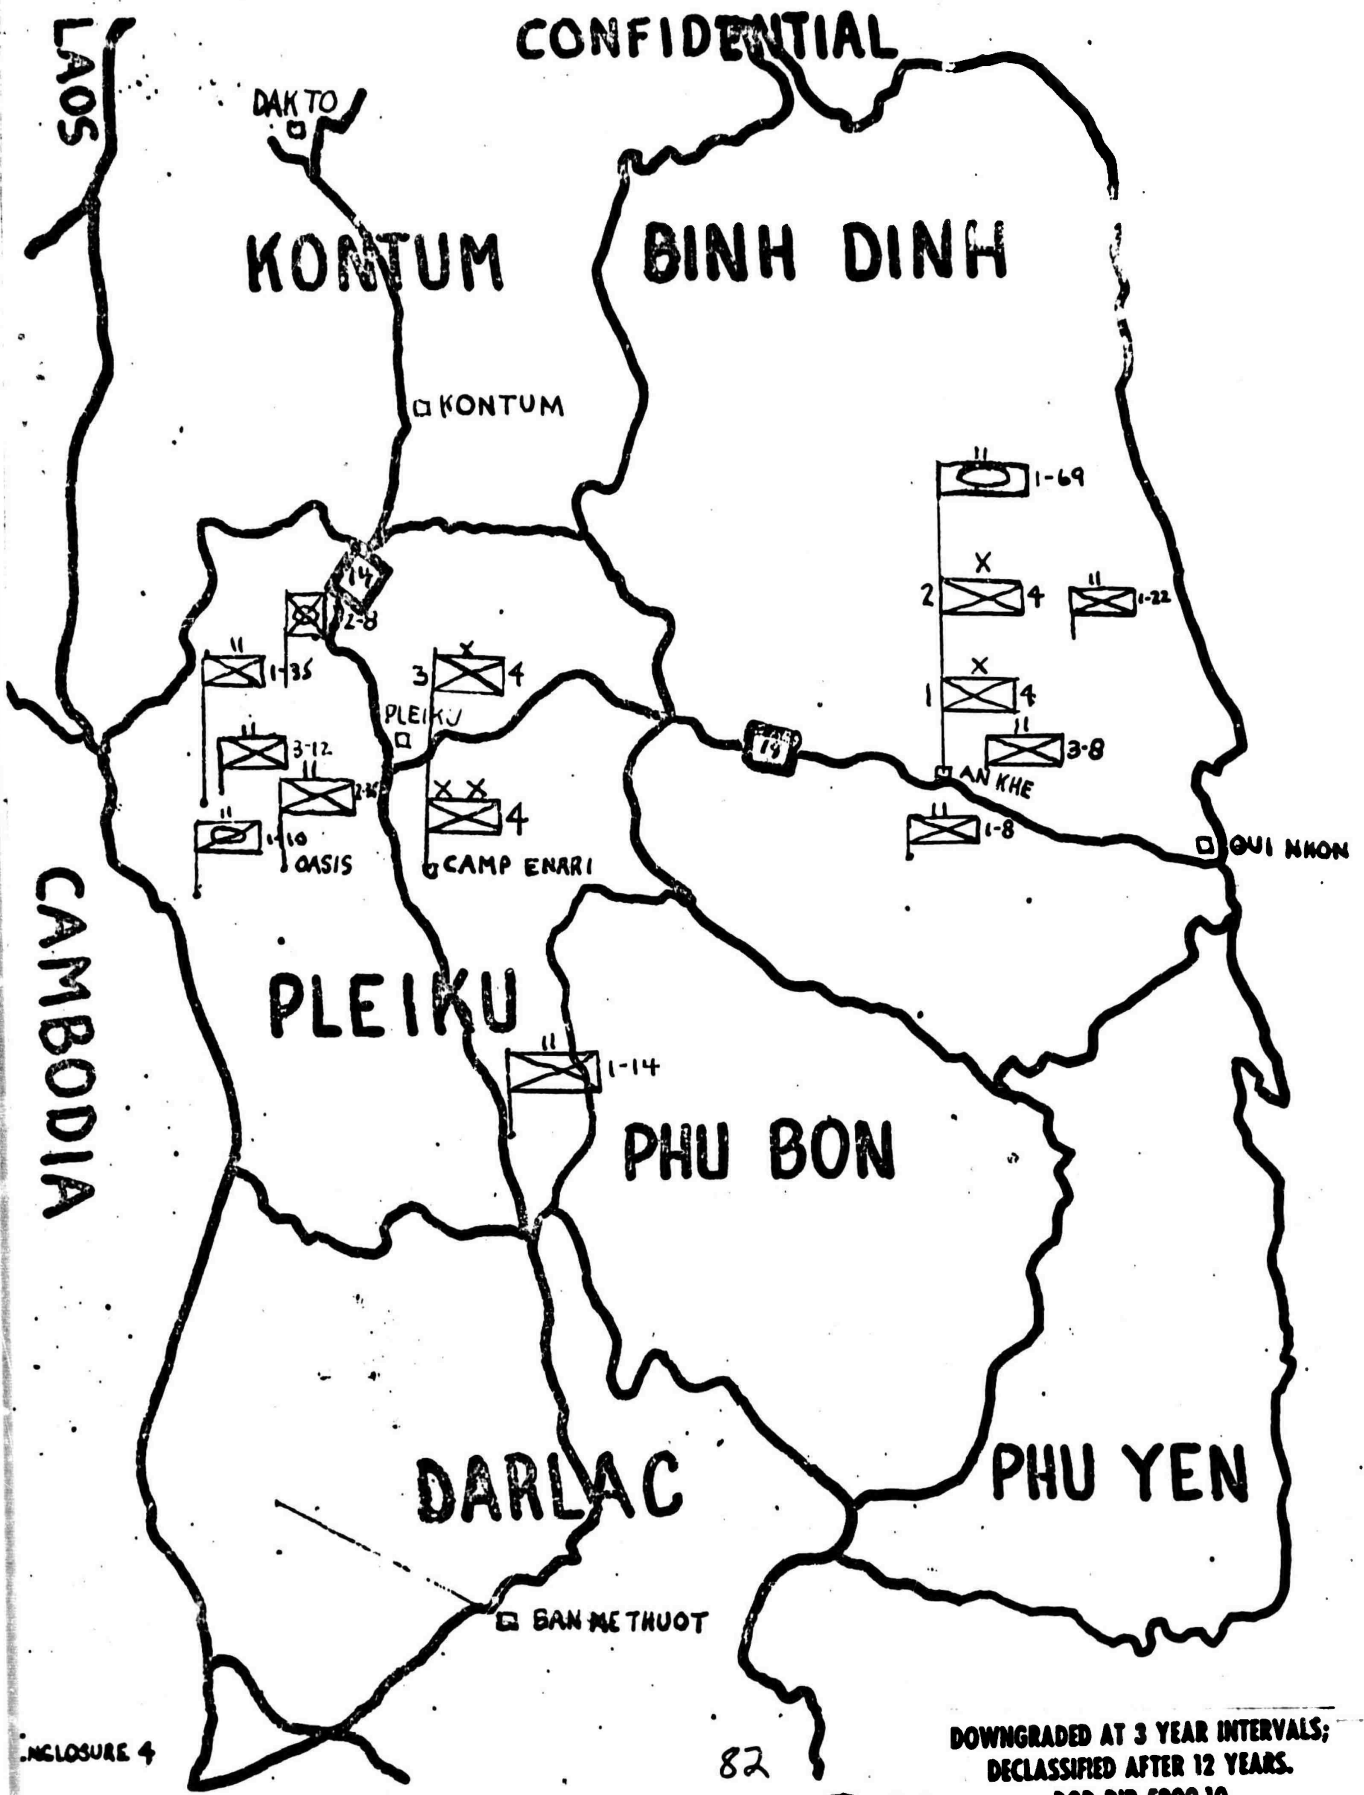 CONFIDENTIAL
LAOS
DAK TO
KONTUM
BINH DINH
KONTUM
1-69
14
2-8
2 4
1-22
1-35
3 4
1 4
PLEIKU
3-12
19
3-8
2-35
AN KHE
4
1-10
1-8
OASIS
CAMP ENARI
QUI NHON
CAMBODIA
PLEIKU
1-14
PHU BON
DARLAC
PHU YEN
BAN ME THUOT
DOWNGRADED AT 3 YEAR INTERVALS;
.NCLOSURE 4
82
DECLASSIFIED AFTER 12 YEARS.